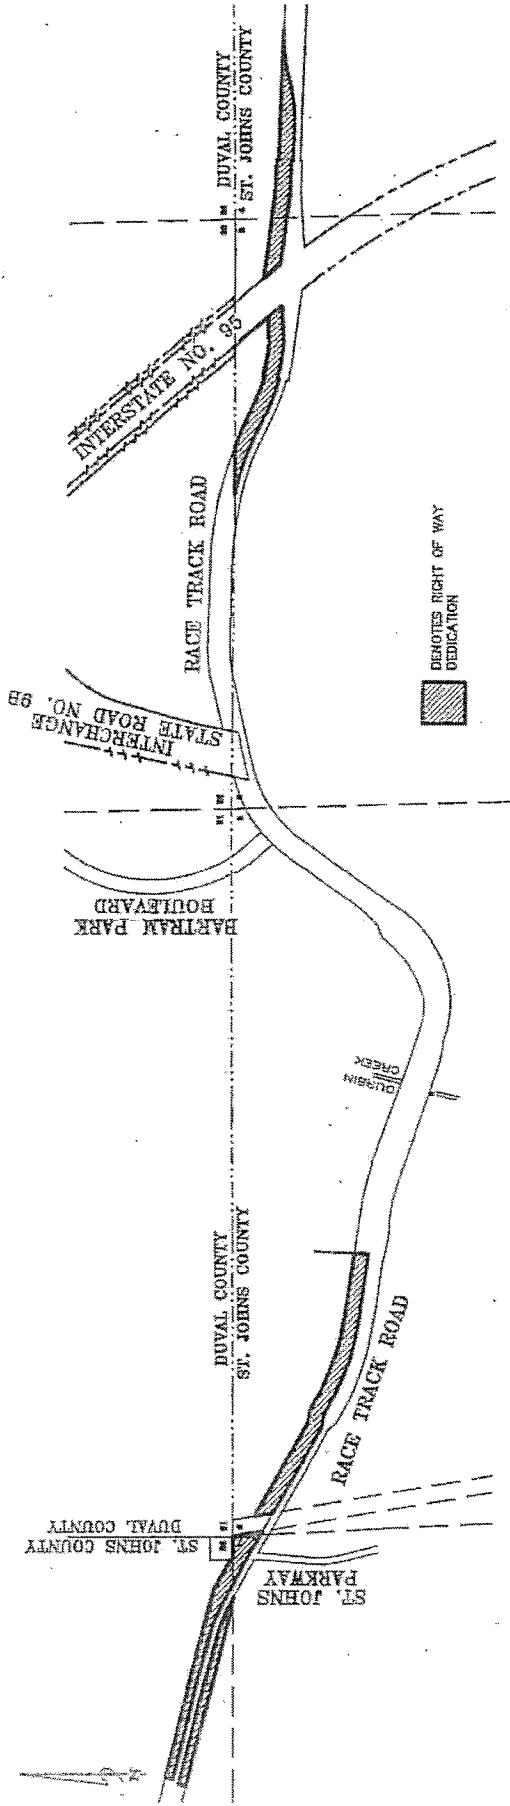 DUVAL COUNTY
ST. JOHNS COUNTY
INTERSTATE NO. 95
RACE TRACK ROAD
DENOTES RIGHT OF WAY
DEDICATION
INTERCHANGE
STATE ROAD NO. 9B
BARTRAM PARK
BOULEVARD
DURBIN
CREEK
DUVAL COUNTY
ST. JOHNS COUNTY
RACE TRACK ROAD
ST. JOHNS COUNTY
DUVAL COUNTY
ST. JOHNS
PARKWAY